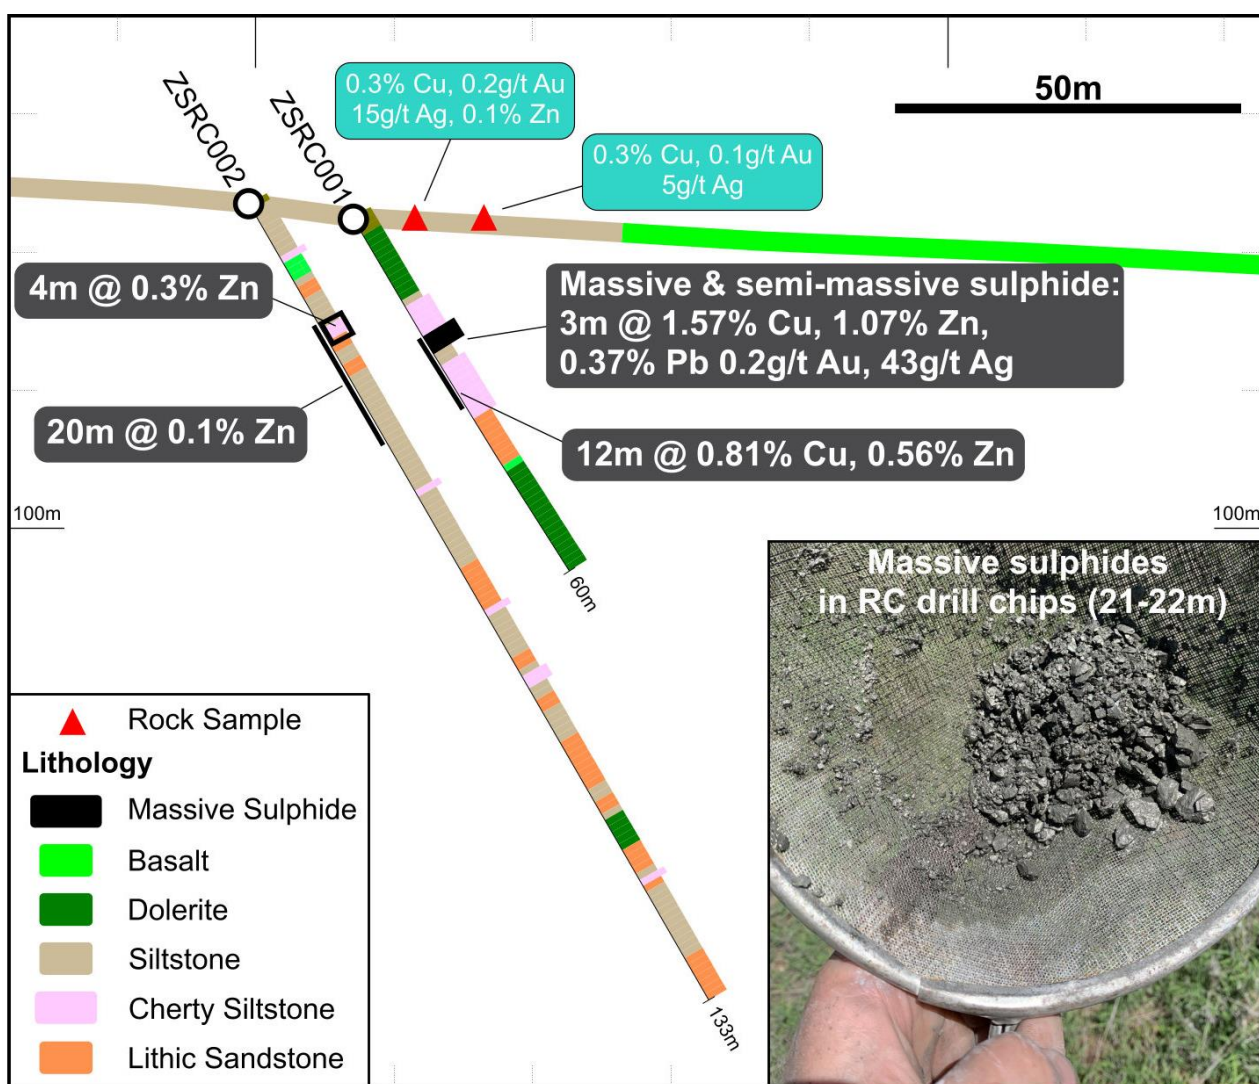 50m
ZSRC002
ZSRC001
0.3% Cu, 0.2g/t Au
15g/t Ag, 0.1% Zn
0.3% Cu, 0.1g/t Au
5g/t Ag
4m @ 0.3% Zn
Massive & semi-massive sulphide:
3m @ 1.57% Cu, 1.07% Zn,
0.37% Pb 0.2g/t Au, 43g/t Ag
20m @ 0.1% Zn
12m @ 0.81% Cu, 0.56% Zn
100m
100m
60m
133m
Massive sulphides
in RC drill chips (21-22m)
Rock Sample
Lithology
Massive Sulphide
Basalt
Dolerite
Siltstone
Cherty Siltstone
Lithic Sandstone